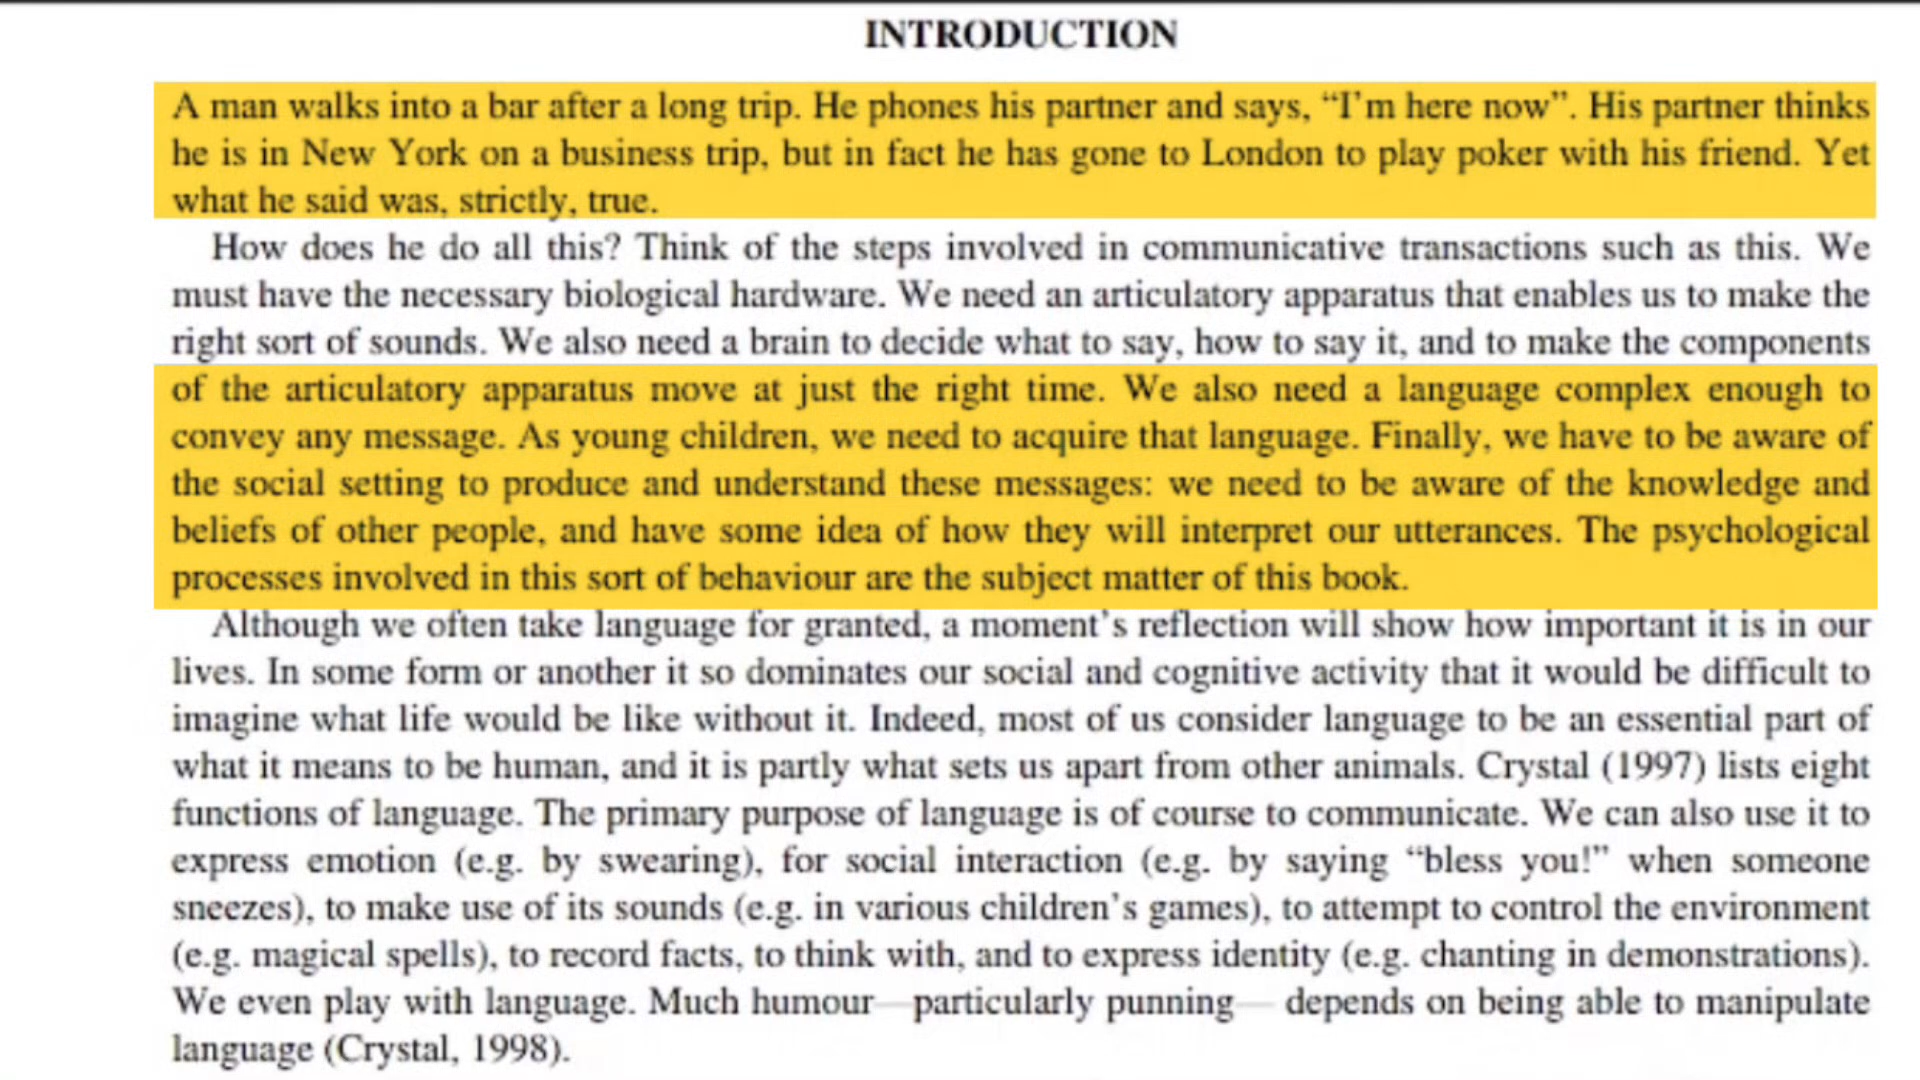 INTRODUCTION
A man walks into a bar after a long trip. He phones his partner and says, “I’m here now”. His partner thinks
he is in New York on a business trip, but in fact he has gone to London to play poker with his friend. Yet
what he said was, strictly, true.
How does he do all this? Think of the steps involved in communicative transactions such as this. We
must have the necessary biological hardware. We need an articulatory apparatus that enables us to make the
right sort of sounds. We also need a brain to decide what to say, how to say it, and to make the components
of the articulatory apparatus move at just the right time. We also need a language complex enough to
convey any message. As young children, we need to acquire that language. Finally, we have to be aware of
the social setting to produce and understand these messages: we need to be aware of the knowledge and
beliefs of other people, and have some idea of how they will interpret our utterances. The psychological
processes involved in this sort of behaviour are the subject matter of this book.
Although we often take language for granted, a moment’s reflection will show how important it is in our
lives. In some form or another it so dominates our social and cognitive activity that it would be difficult to
imagine what life would be like without it. Indeed, most of us consider language to be an essential part of
what it means to be human, and it is partly what sets us apart from other animals. Crystal (1997) lists eight
functions of language. The primary purpose of language is of course to communicate. We can also use it to
express emotion (e.g. by swearing), for social interaction (e.g. by saying “bless you!” when someone
sneezes), to make use of its sounds (e.g. in various children’s games), to attempt to control the environment
(e.g. magical spells), to record facts, to think with, and to express identity (e.g. chanting in demonstrations).
We even play with language. Much humour—particularly punning— depends on being able to manipulate
language (Crystal, 1998).